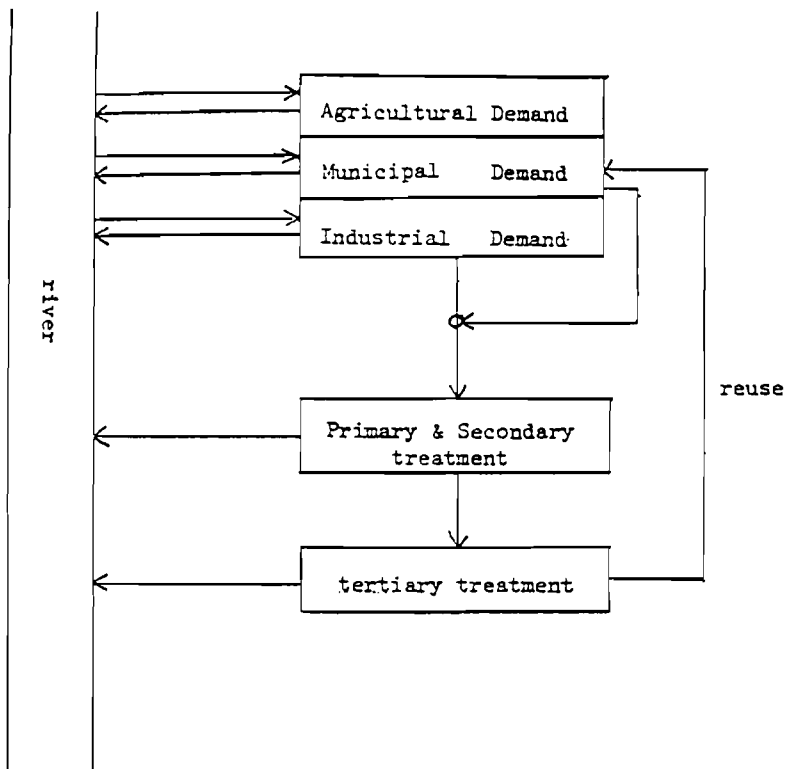 Agricultural Demand
Municipal Demand
Industrial Demand
river
reuse
Primary & Secondary
treatment
tertiary treatment